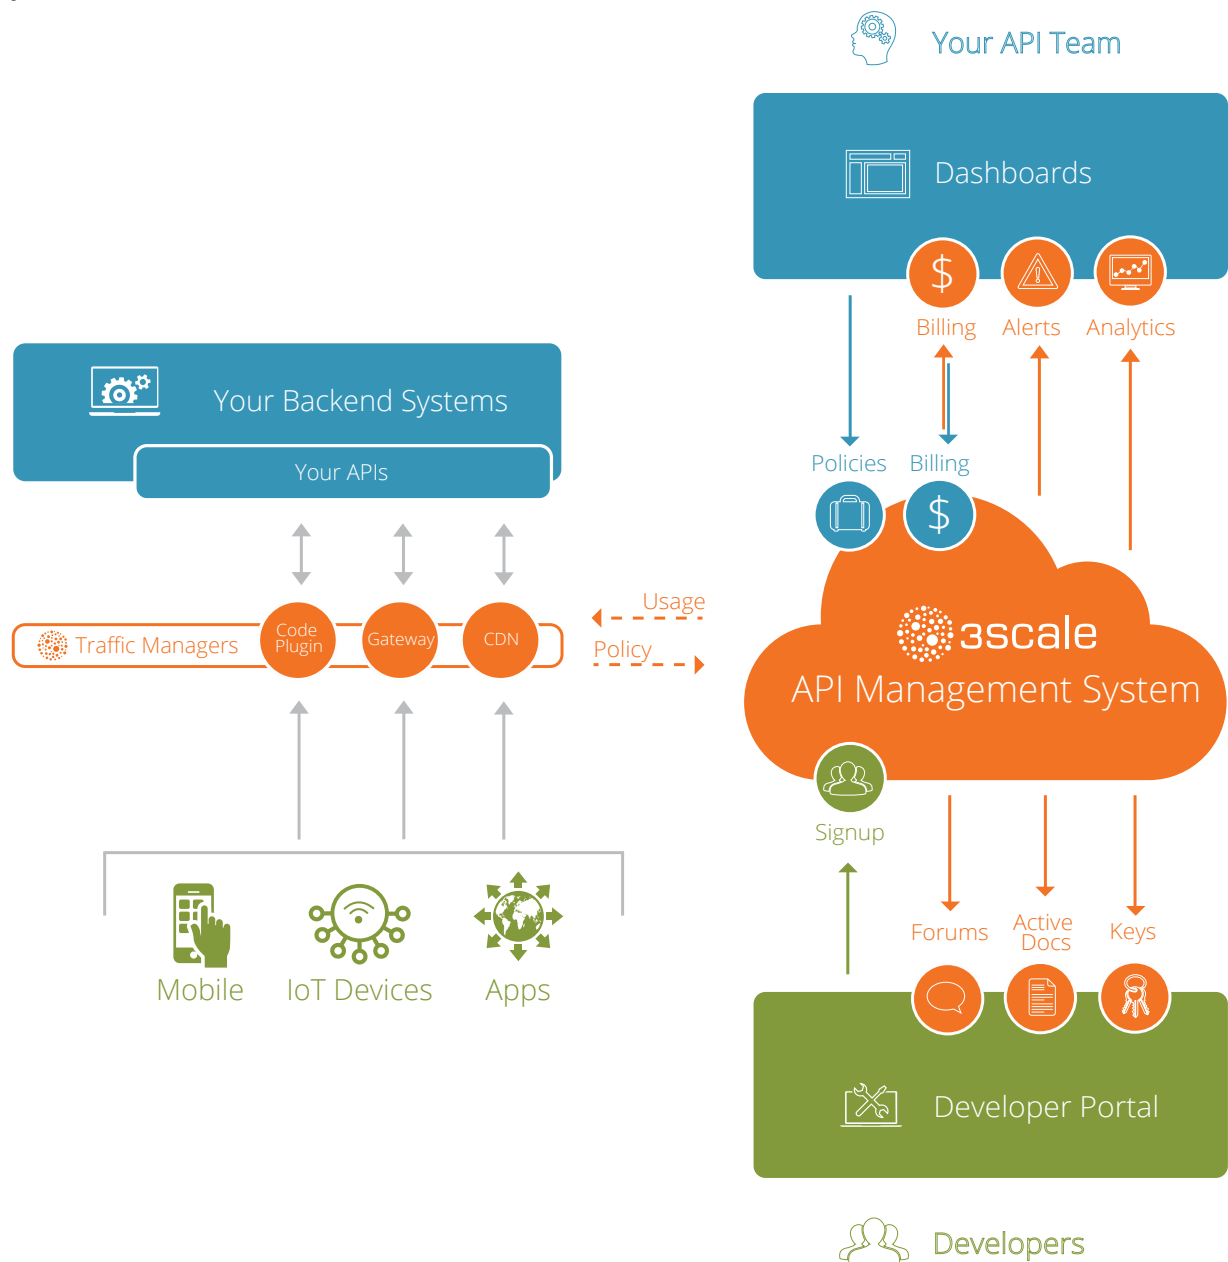 Your API Team
Dashboards
Billing
Alerts
Analytics
Your Backend Systems
Your APIs
Policies
Billing
Traffic Managers
Code
Plugin
Gateway
CDN
Usage
Policy
3scale
API Management System
Signup
Forums
Active
Docs
Keys
Mobile
IoT Devices
Apps
Developer Portal
Developers